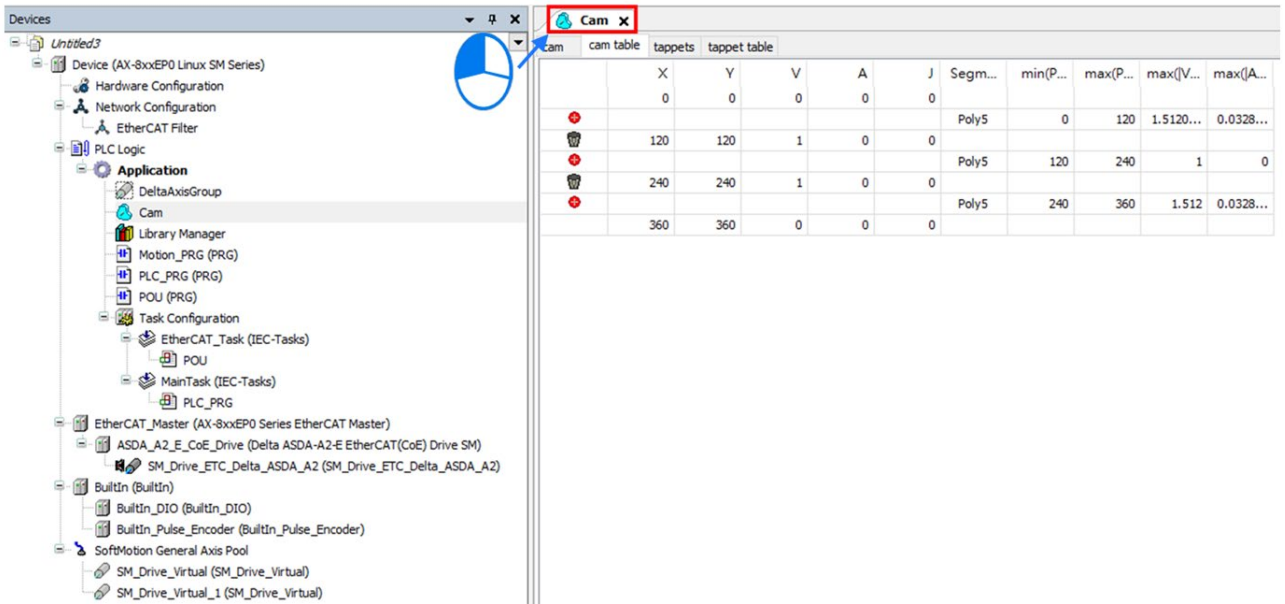 Devices
Untitled3
Device (AX-8xxEP0 Linux SM Series)
Hardware Configuration
Network Configuration
EtherCAT Filter
PLC Logic
Application
DeltaAxisGroup
Cam
Library Manager
Motion_PRG (PRG)
PLC_PRG (PRG)
POU (PRG)
Task Configuration
EtherCAT_Task (IEC-Tasks)
POU
MainTask (IEC-Tasks)
PLC_PRG
EtherCAT_Master (AX-8xxEP0 Series EtherCAT Master)
ASDA_A2_E_CoE_Drive (Delta ASDA-A2-E EtherCAT(CoE) Drive SM)
SM_Drive_ETC_Delta_ASDA_A2 (SM_Drive_ETC_Delta_ASDA_A2)
BuiltIn (BuiltIn)
BuiltIn_DIO (BuiltIn_DIO)
BuiltIn_Pulse_Encoder (BuiltIn_Pulse_Encoder)
SoftMotion General Axis Pool
SM_Drive_Virtual (SM_Drive_Virtual)
SM_Drive_Virtual_1 (SM_Drive_Virtual)
Cam
cam cam table tappets tappet table
X Y V A J Segm... min(P... max(P... max(|V... max(|A...
0 0 0 0 0
Poly5 0 120 1.5120... 0.0328...
120 120 1 0 0
Poly5 120 240 1 0
240 240 1 0 0
Poly5 240 360 1.512 0.0328...
360 360 0 0 0